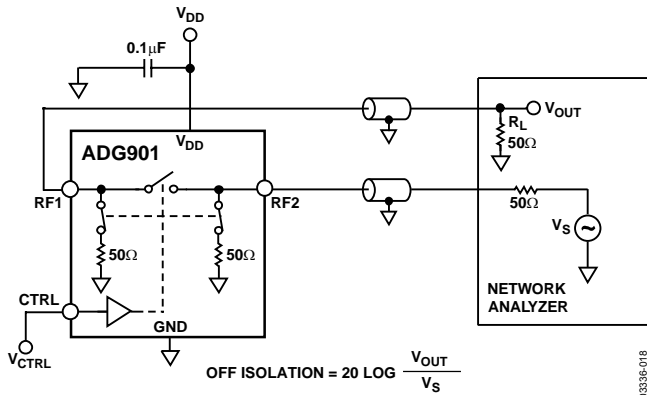 VDD
0.1µF
VOUT
RL
50Ω
VDD
ADG901
RF1
RF2
50Ω
50Ω
50Ω
VS
NETWORK
ANALYZER
CTRL
GND
VCTRL
OFF ISOLATION = 20 LOG VOUT
VS
03336-018